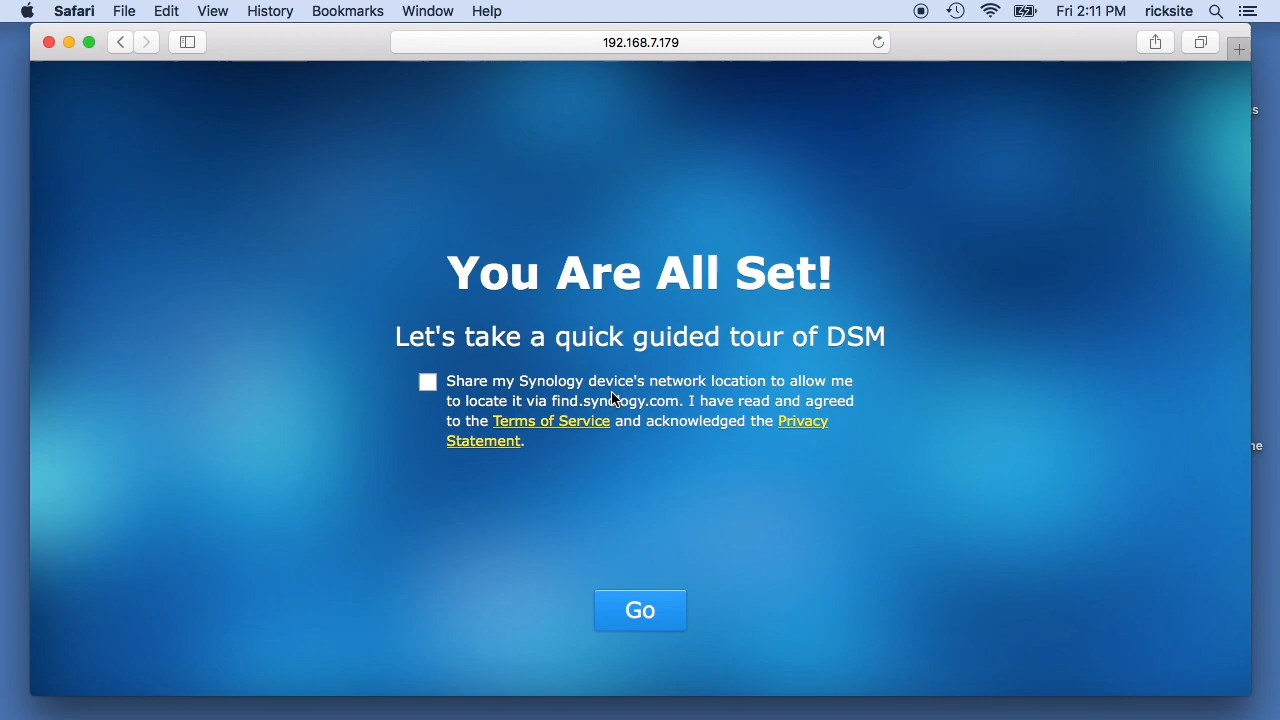 Safari File Edit View History Bookmarks Window Help Fri 2:11 PM ricksite
192.168.7.179
s
You Are All Set!
Let's take a quick guided tour of DSM
Share my Synology device's network location to allow me
to locate it via find.synology.com. I have read and agreed
to the Terms of Service and acknowledged the Privacy
Statement.
ne
Go